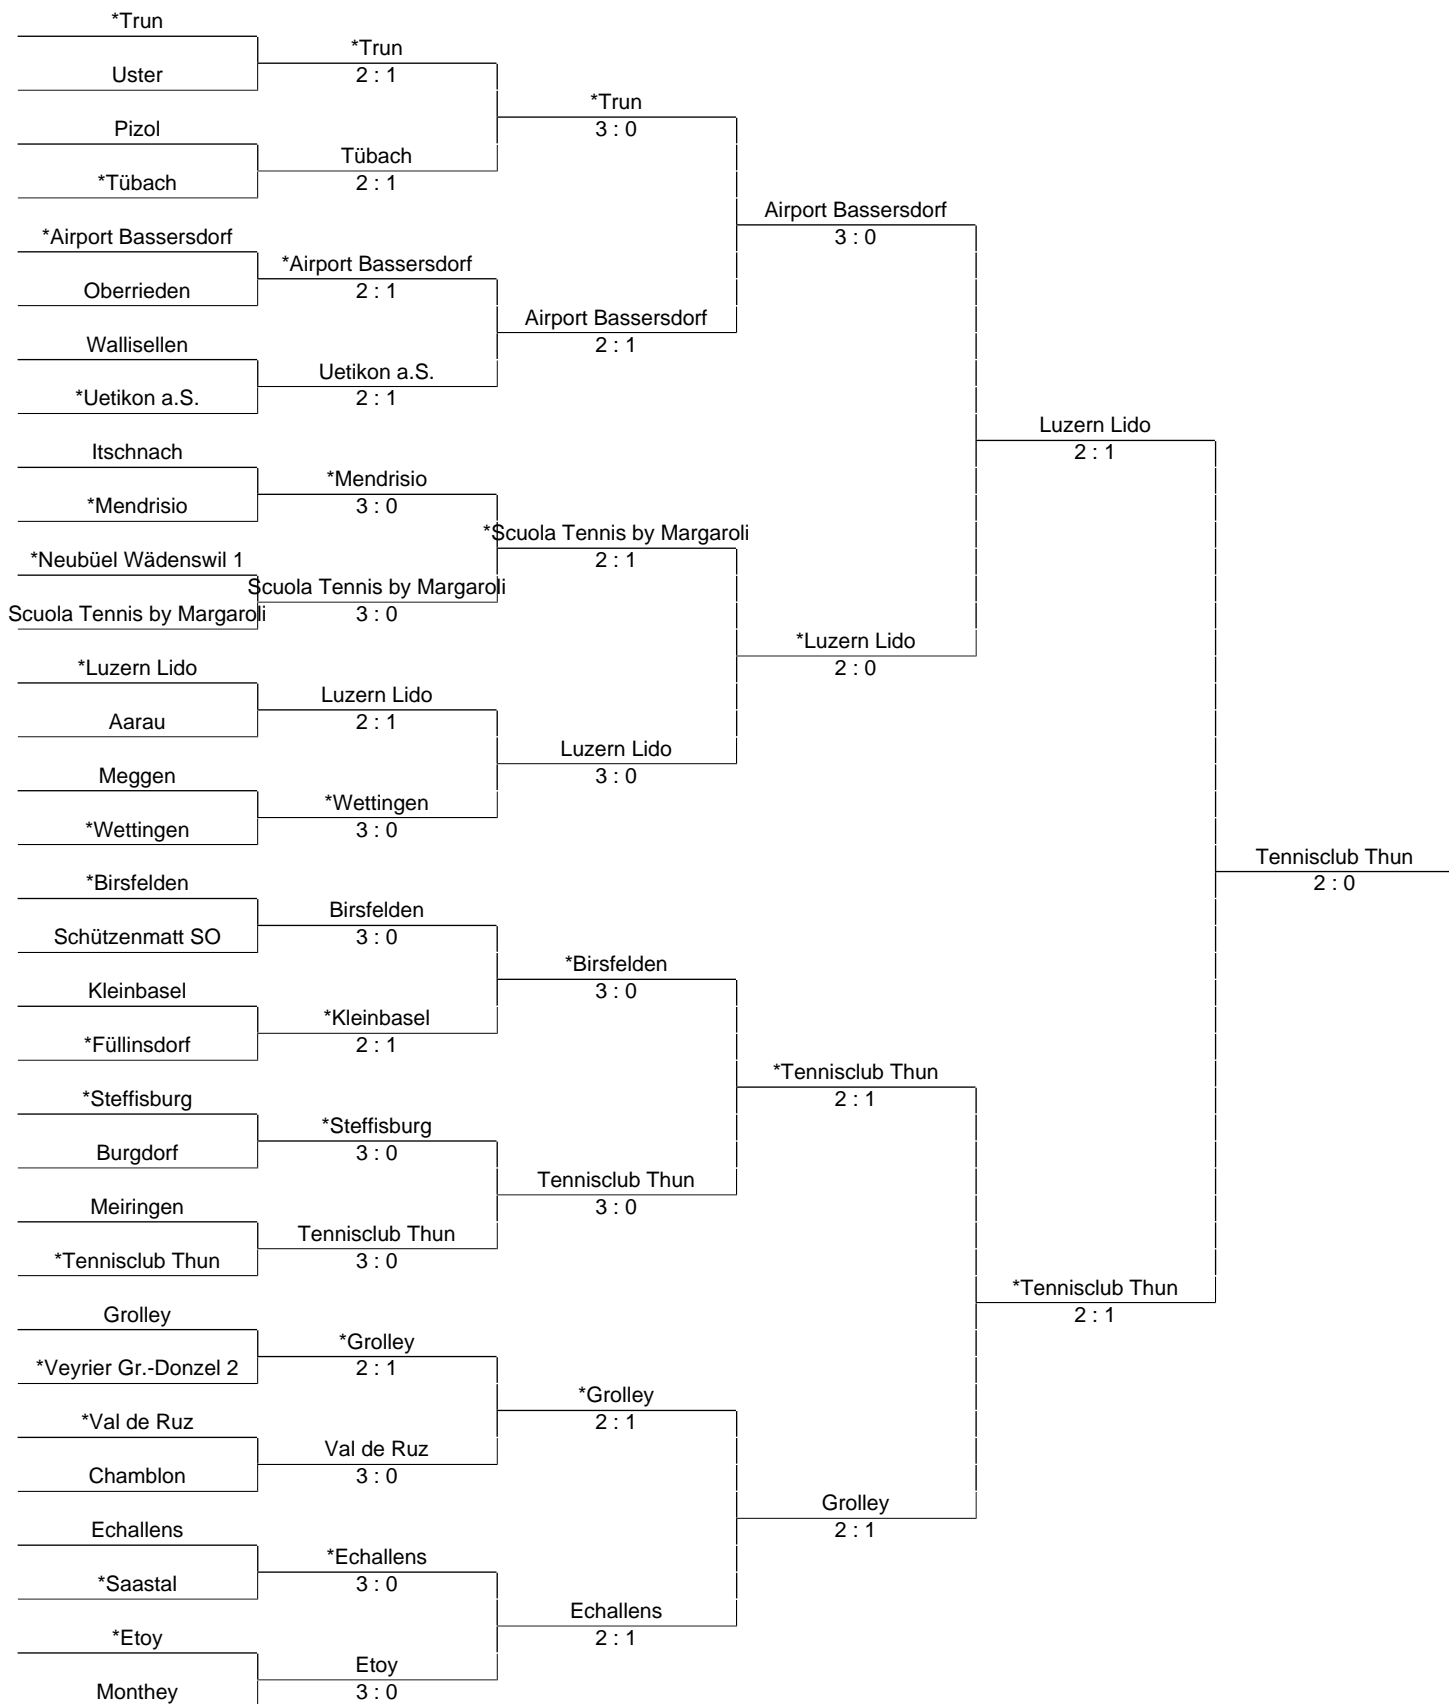 *Trun
Uster
Pizol
*Tübach
*Airport Bassersdorf
Oberrieden
Wallisellen
*Uetikon a.S.
Itschnach
*Mendrisio
*Neubüel Wädenswil 1
Scuola Tennis by Margaroli
*Luzern Lido
Aarau
Meggen
*Wettingen
*Birsfelden
Schützenmatt SO
Kleinbasel
*Füllinsdorf
*Steffisburg
Burgdorf
Meiringen
*Tennisclub Thun
Grolley
*Veyrier Gr.-Donzel 2
*Val de Ruz
Chamblon
Echallens
*Saastal
*Etoy
Monthey
*Trun
2 : 1
Tübach
2 : 1
*Airport Bassersdorf
2 : 1
Uetikon a.S.
2 : 1
*Mendrisio
3 : 0
Scuola Tennis by Margaroli
3 : 0
Luzern Lido
2 : 1
*Wettingen
3 : 0
Birsfelden
3 : 0
*Kleinbasel
2 : 1
*Steffisburg
3 : 0
Tennisclub Thun
3 : 0
*Grolley
2 : 1
Val de Ruz
3 : 0
*Echallens
3 : 0
Etoy
3 : 0
*Trun
3 : 0
Airport Bassersdorf
2 : 1
*Scuola Tennis by Margaroli
2 : 1
Luzern Lido
3 : 0
*Birsfelden
3 : 0
Tennisclub Thun
3 : 0
*Grolley
2 : 1
Echallens
2 : 1
Airport Bassersdorf
3 : 0
*Luzern Lido
2 : 0
*Tennisclub Thun
2 : 1
Grolley
2 : 1
Luzern Lido
2 : 1
*Tennisclub Thun
2 : 1
Tennisclub Thun
2 : 0